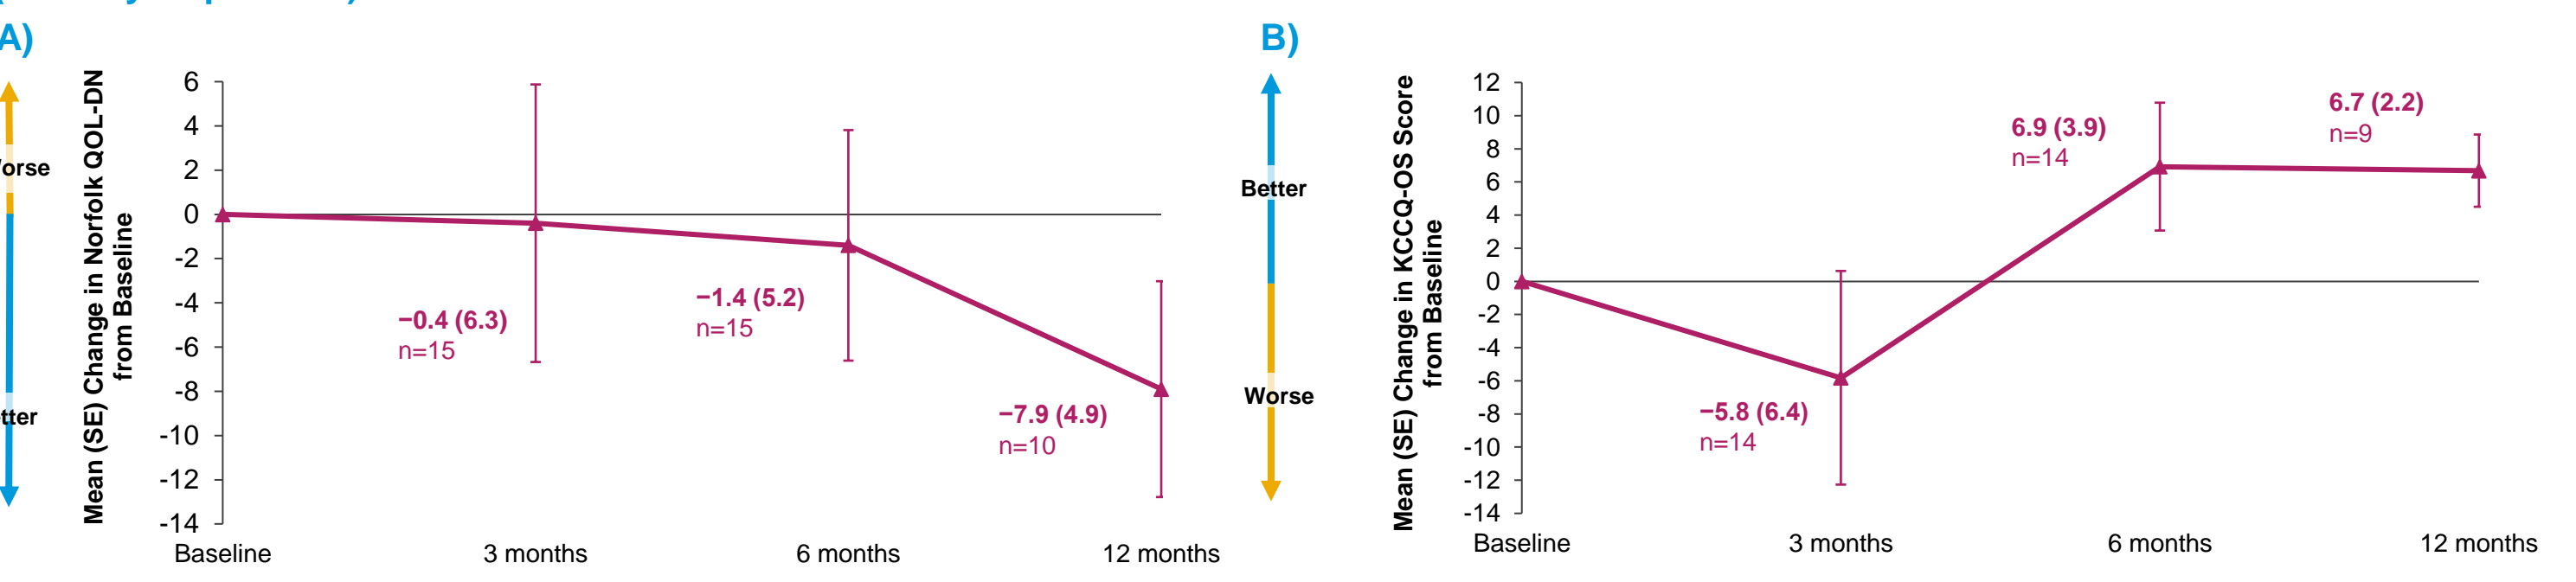 A)
Worse
Better
Mean (SE) Change in Norfolk QOL-DN
from Baseline
6
4
2
0
-2
-4
-6
-8
-10
-12
-14
−0.4 (6.3)
n=15
−1.4 (5.2)
n=15
−7.9 (4.9)
n=10
Baseline
3 months
6 months
12 months
B)
Better
Worse
Mean (SE) Change in KCCQ-OS Score
from Baseline
12
10
8
6
4
2
0
-2
-4
-6
-8
-10
-12
-14
−5.8 (6.4)
n=14
6.9 (3.9)
n=14
6.7 (2.2)
n=9
Baseline
3 months
6 months
12 months